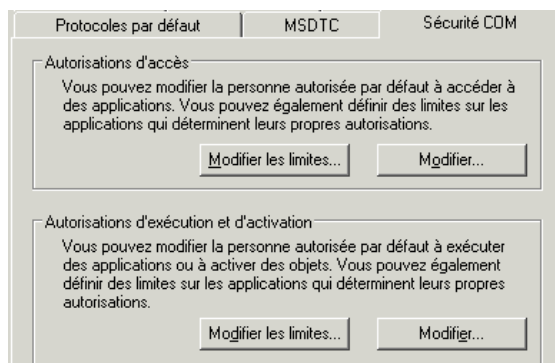 Protocoles par défaut
MSDTC
Sécurité COM
Autorisations d'accès
Vous pouvez modifier la personne autorisée par défaut à accéder à
des applications. Vous pouvez également définir des limites sur les
applications qui déterminent leurs propres autorisations.
Modifier les limites...
Modifier...
Autorisations d'exécution et d'activation
Vous pouvez modifier la personne autorisée par défaut à exécuter
des applications ou à activer des objets. Vous pouvez également
définir des limites sur les applications qui déterminent leurs propres
autorisations.
Modifier les limites...
Modifier...